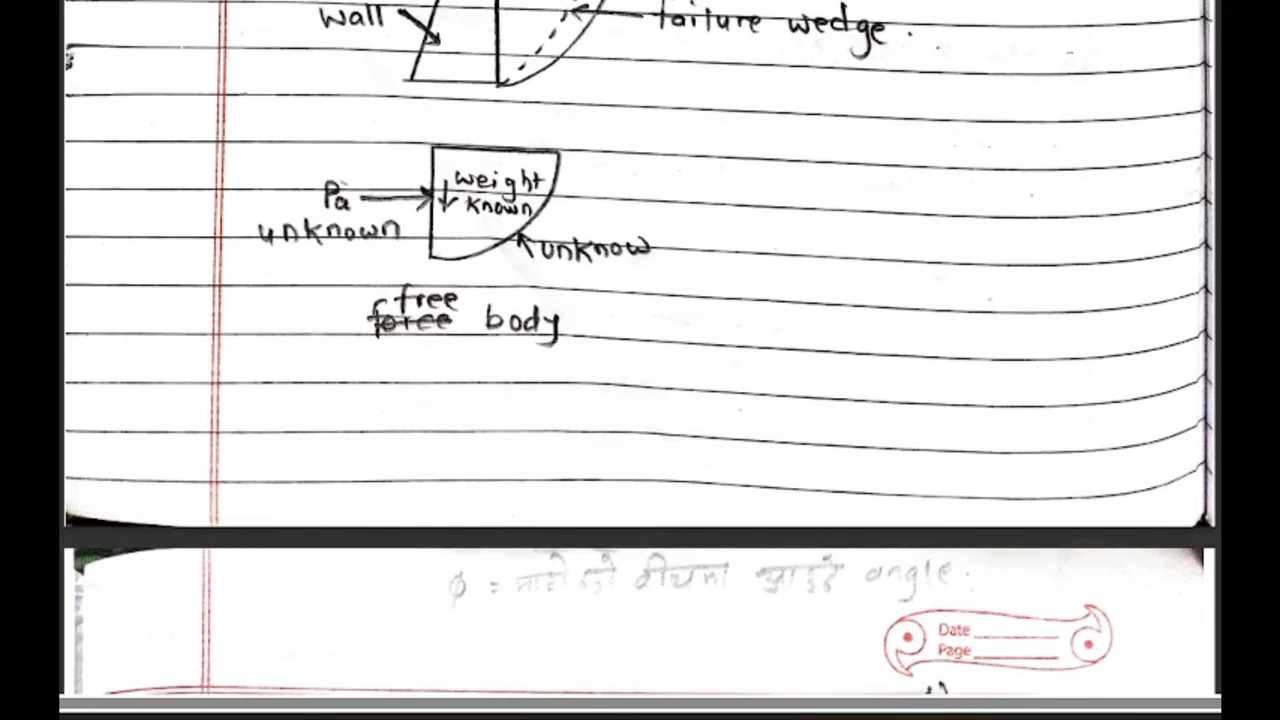 wall
failure wedge.
weight
Pa known
unknown
unknow
free
force body
φ = angle.
Date
Page